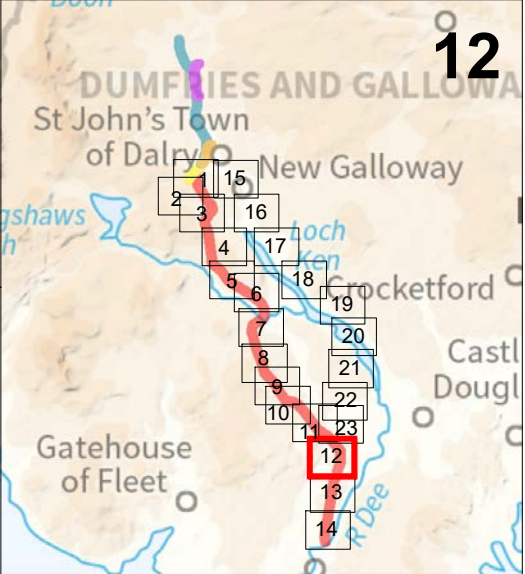 Doon
12
DUMFRIES AND GALLOWA
St John's Town
of Dalry
New Galloway
1
15
2
3
16
gshaws
h
Loch
Ken
4
17
5
6
18
Crocketford
19
7
20
8
21
Castl
Dougl
9
22
10
11
23
Gatehouse
of Fleet
12
13
R Dee
14